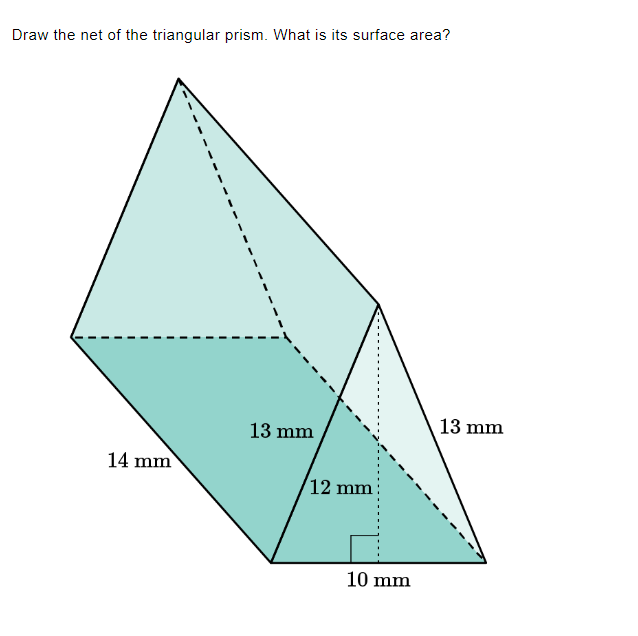 Draw the net of the triangular prism. What is its surface area?
13 mm
13 mm
14 mm
12 mm
10 mm